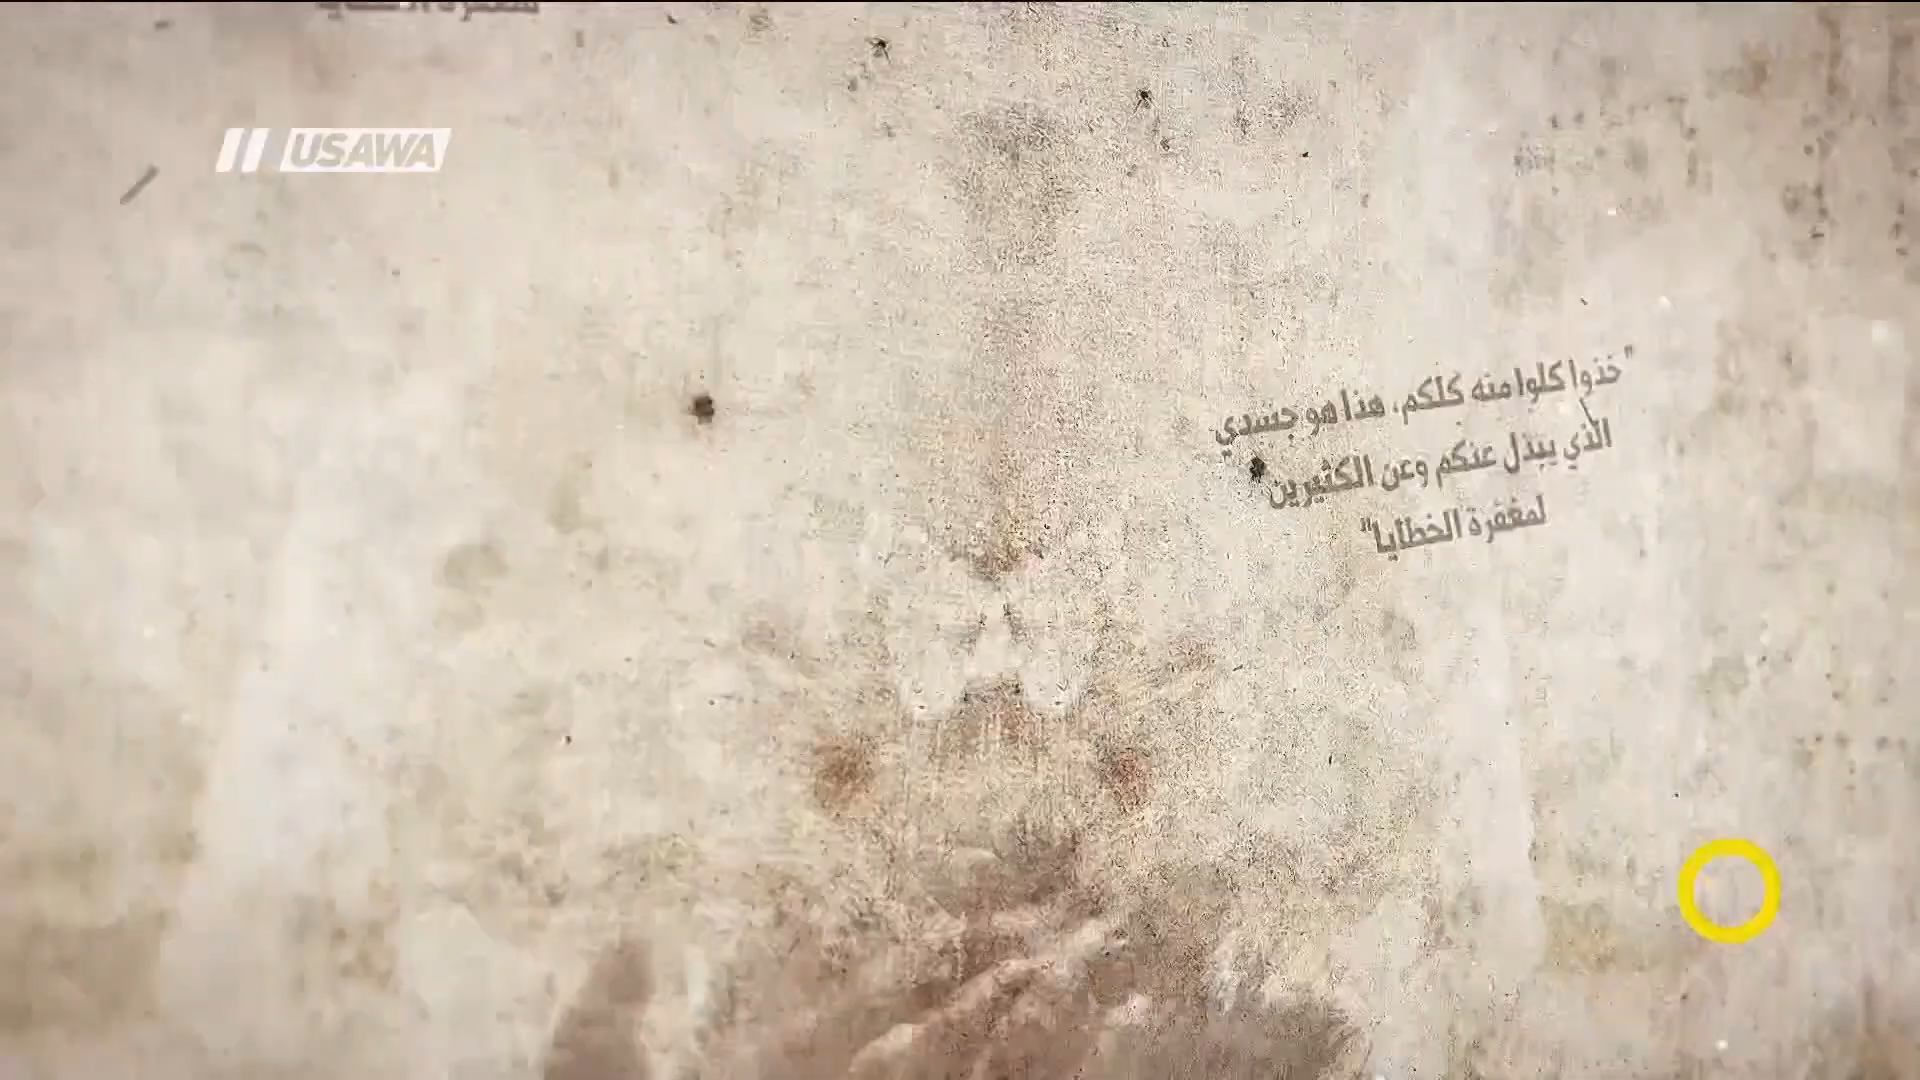 USAWA
"خذوا كلوا منه كلكم، هذا هو جسدي
الذي يبذل عنكم وعن الكثيرين
لمغفرة الخطايا"